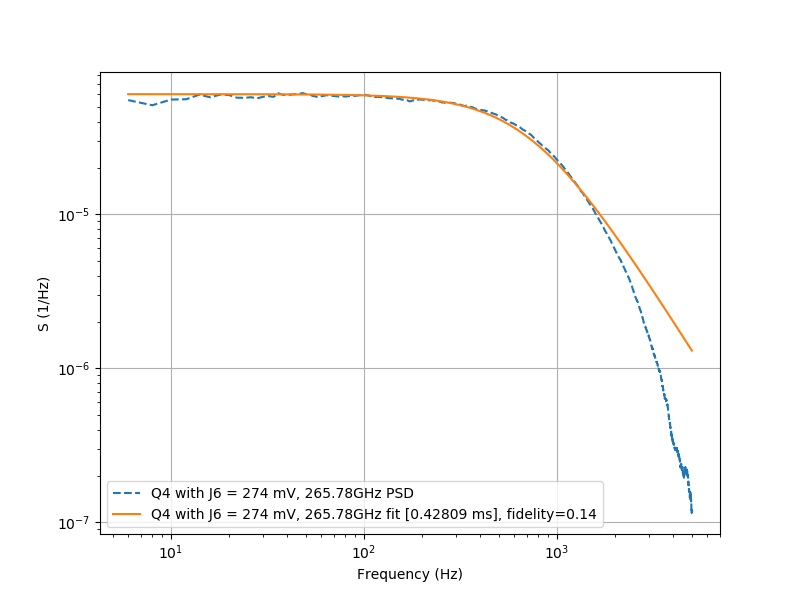 10⁻⁵
10⁻⁶
10⁻⁷
S (1/Hz)
Q4 with J6 = 274 mV, 265.78GHz PSD
Q4 with J6 = 274 mV, 265.78GHz fit [0.42809 ms], fidelity=0.14
10¹
10²
10³
Frequency (Hz)